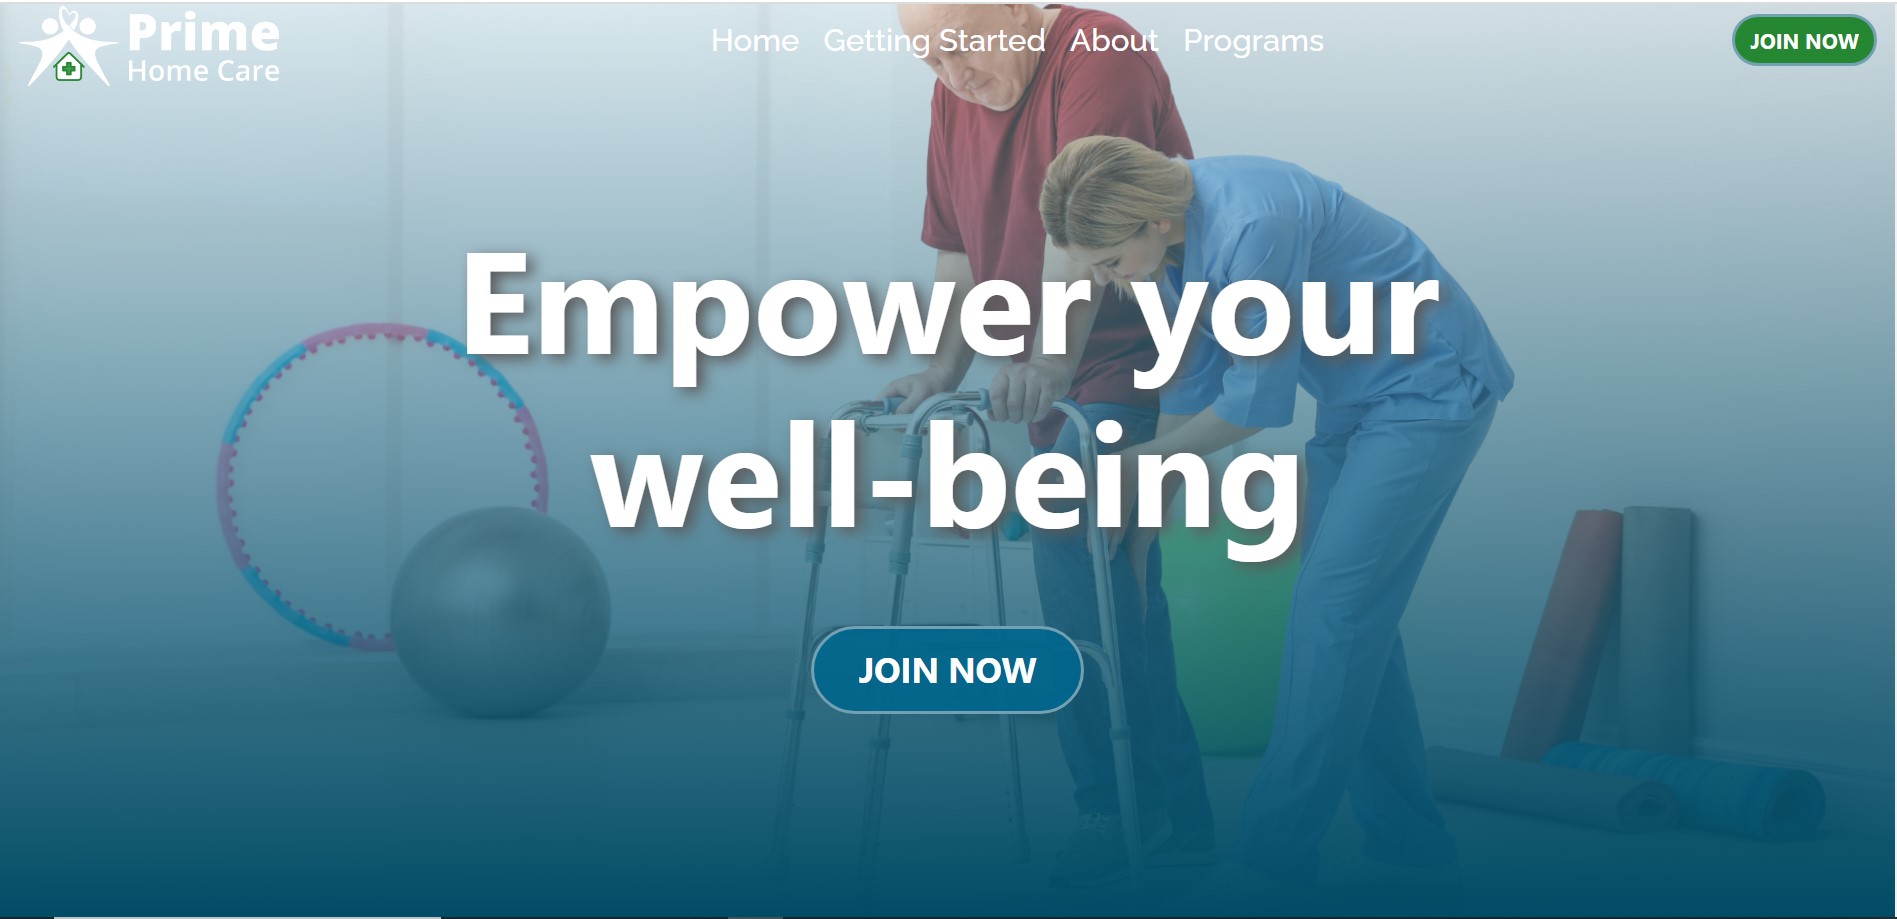 Prime
Home Care
Home Getting Started About Programs
JOIN NOW
Empower your
well-being
JOIN NOW